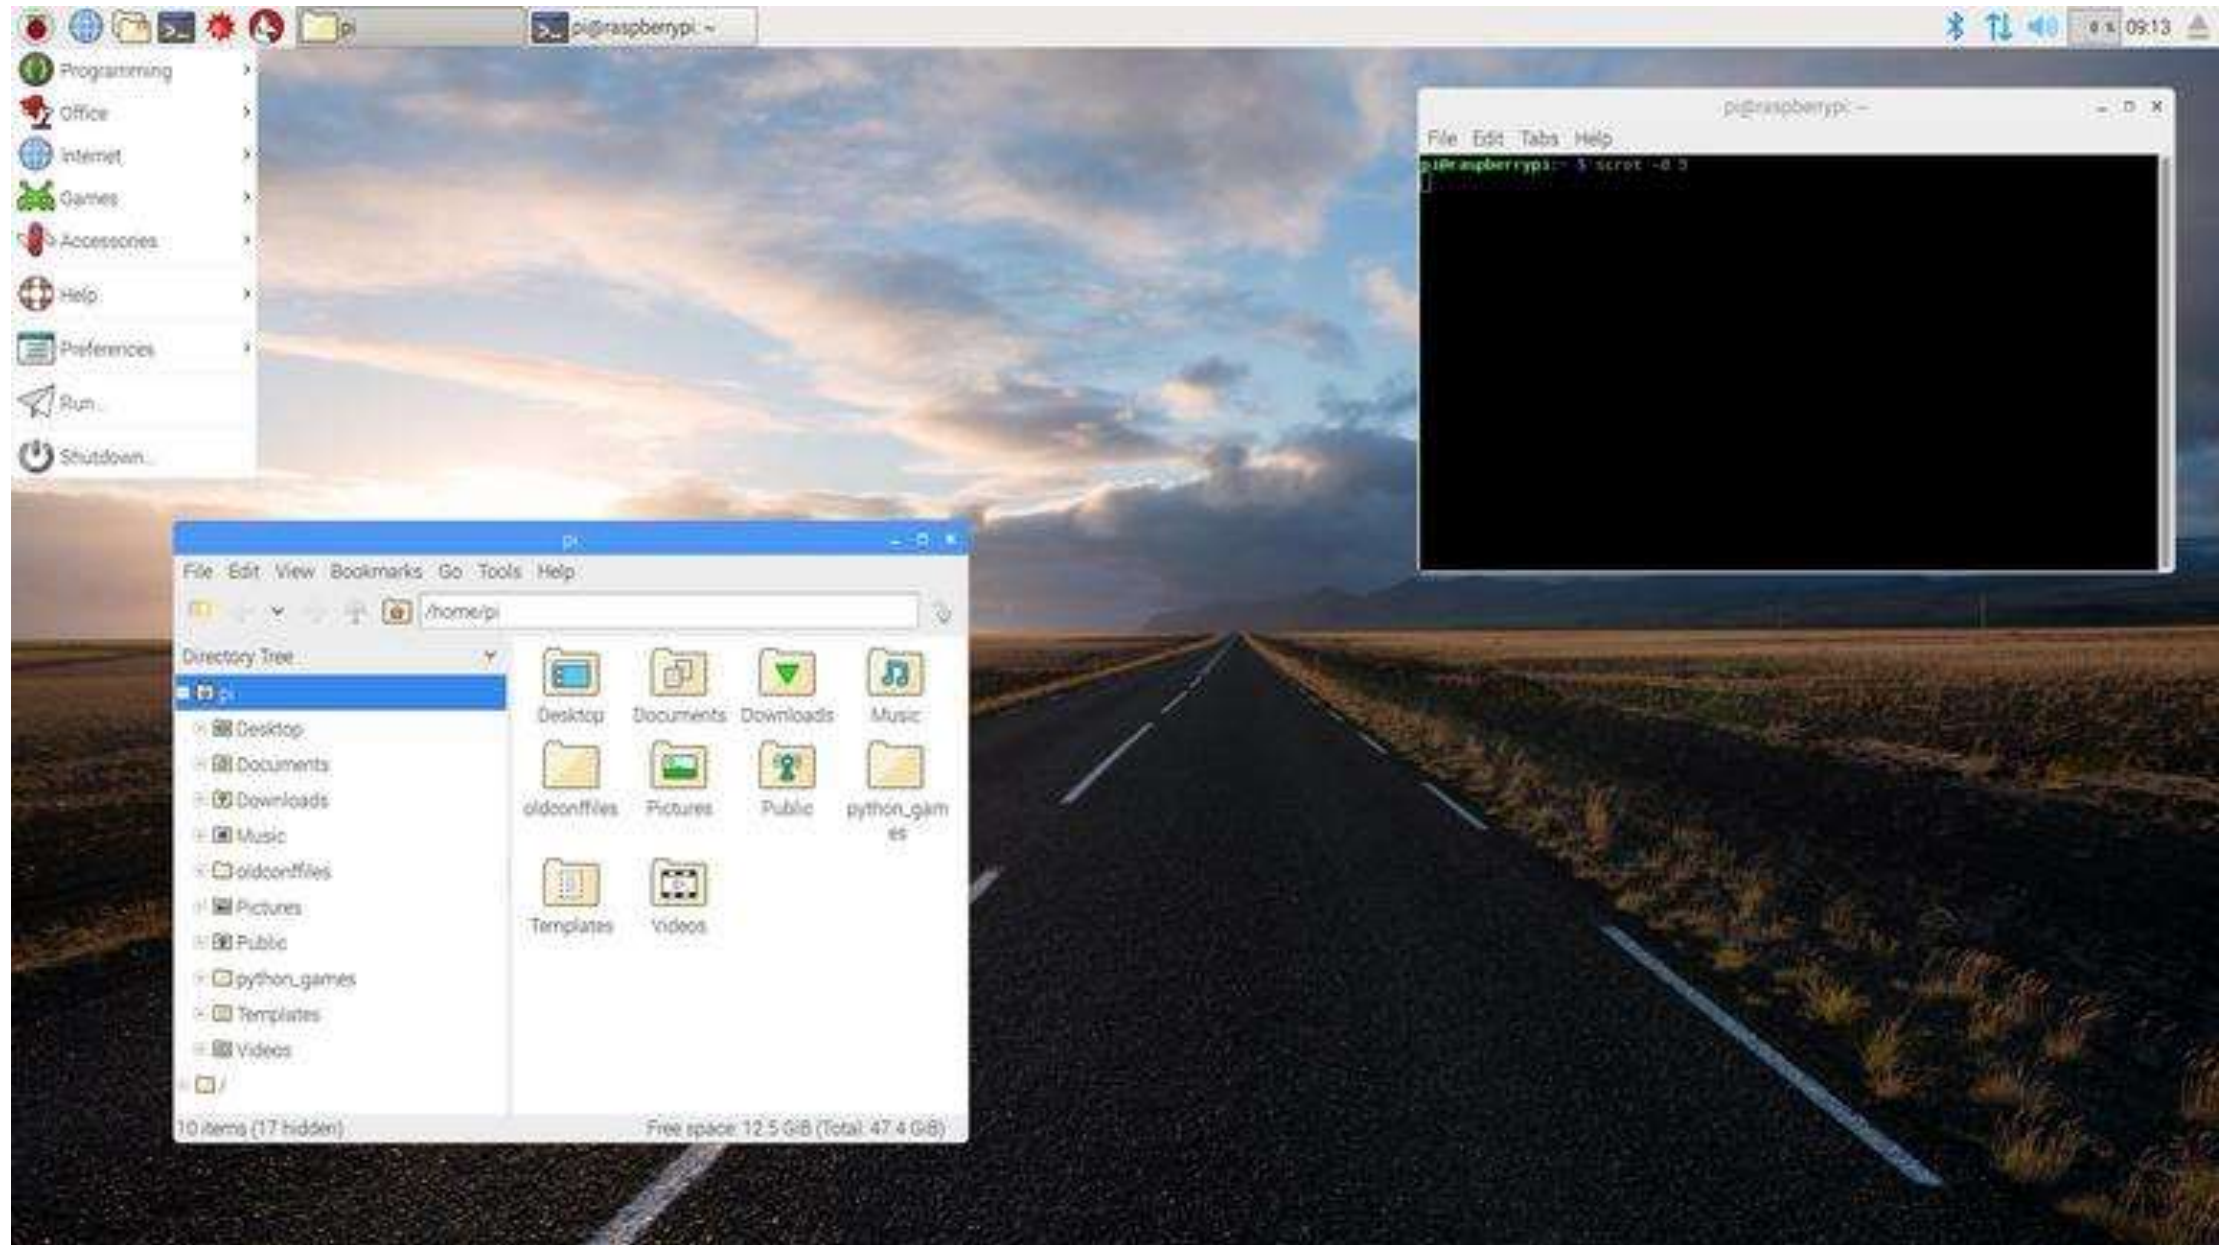 pi
pi@raspberrypi: ~
0 %
09:13
Programming
Office
Internet
Games
Accessories
Help
Preferences
Run...
Shutdown...
pi@raspberrypi: ~
File Edit Tabs Help
pi@raspberrypi:~ $ scrot -d 5
pi
File Edit View Bookmarks Go Tools Help
/home/pi
Directory Tree
pi
Desktop
Documents
Downloads
Music
oldconffiles
Pictures
Public
python_games
Templates
Videos
/
Desktop Documents Downloads Music
oldconffiles Pictures Public python_gam
es
Templates Videos
10 items (17 hidden)
Free space: 12.5 GiB (Total: 47.4 GiB)